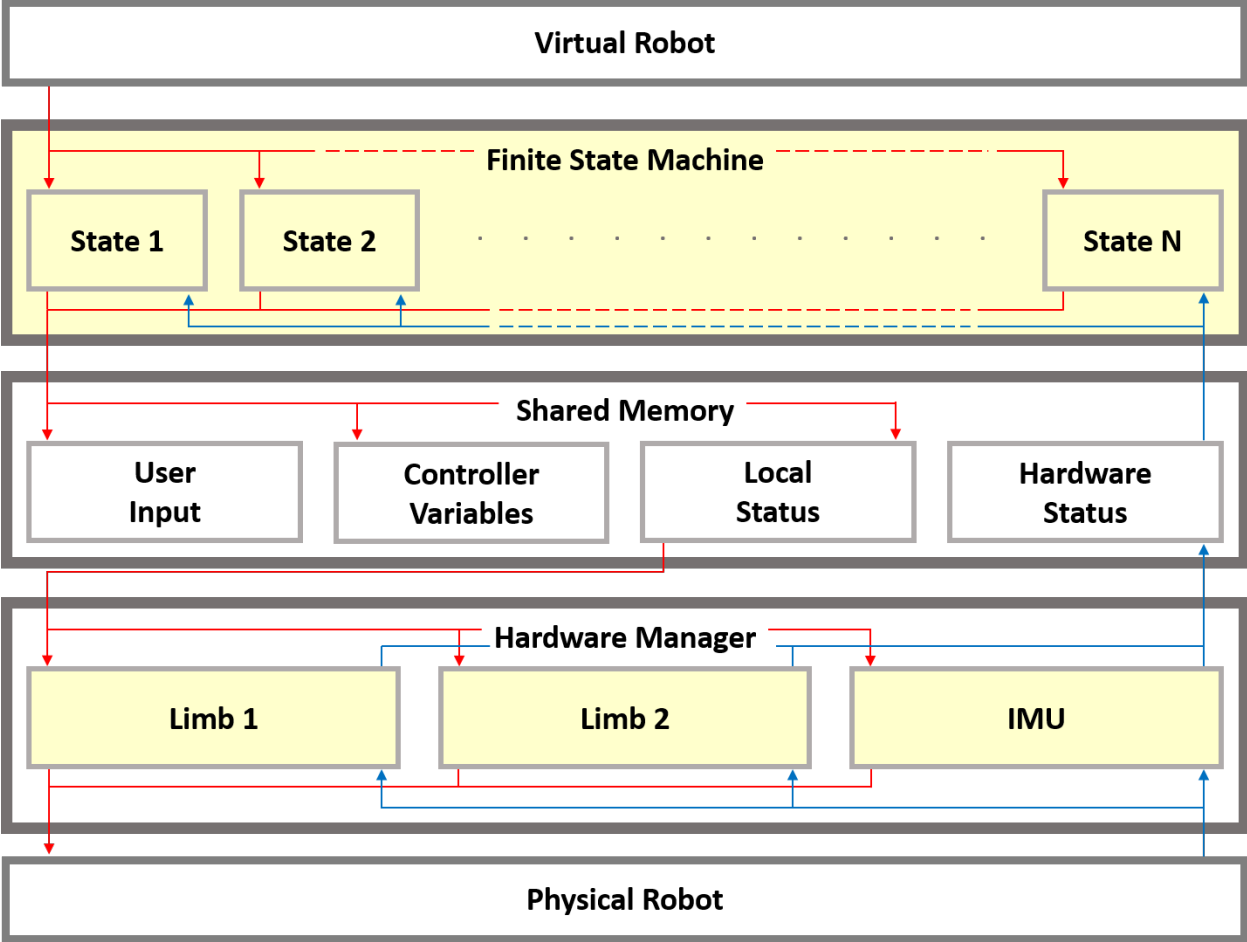 Virtual Robot
Finite State Machine
State 1
State 2
. . . . . . . . . . . .
State N
Shared Memory
User
Input
Controller
Variables
Local
Status
Hardware
Status
Hardware Manager
Limb 1
Limb 2
IMU
Physical Robot